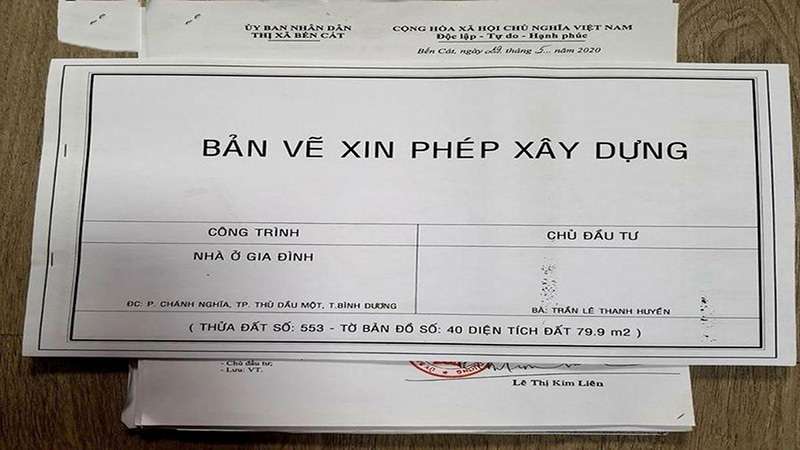 ỦY BAN NHÂN DÂN
THỊ XÃ BẾN CÁT
CỘNG HÒA XÃ HỘI CHỦ NGHĨA VIỆT NAM
Độc lập - Tự do - Hạnh phúc
Bến Cát, ngày 29 tháng 5 năm 2020
BẢN VẼ XIN PHÉP XÂY DỰNG
CÔNG TRÌNH
CHỦ ĐẦU TƯ
NHÀ Ở GIA ĐÌNH
ĐC: P. CHÁNH NGHĨA, TP. THỦ DẦU MỘT, T.BÌNH DƯƠNG
BÀ: TRẦN LÊ THANH HUYỀN
( THỬA ĐẤT SỐ: 553 - TỜ BẢN ĐỒ SỐ: 40 DIỆN TÍCH ĐẤT 79.9 m2 )
- Chủ đầu tư;
- Lưu: VT.
Lê Thị Kim Liên